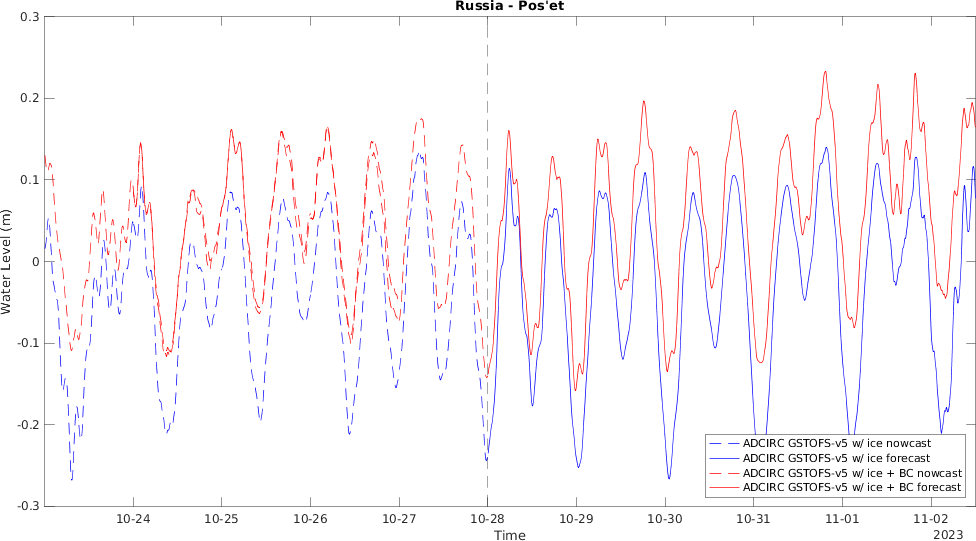 Russia - Pos'et
0.3
0.2
0.1
0
-0.1
-0.2
-0.3
Water Level (m)
10-24 10-25 10-26 10-27 10-28 10-29 10-30 10-31 11-01 11-02
Time
2023
ADCIRC GSTOFS-v5 w/ ice nowcast
ADCIRC GSTOFS-v5 w/ ice forecast
ADCIRC GSTOFS-v5 w/ ice + BC nowcast
ADCIRC GSTOFS-v5 w/ ice + BC forecast